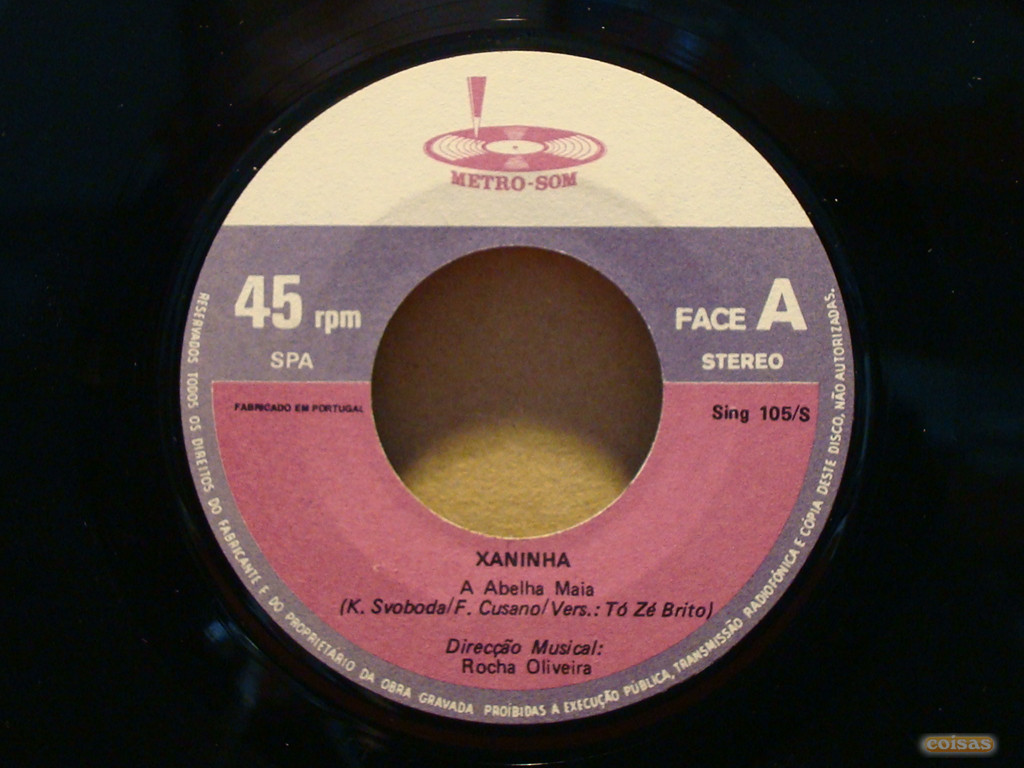 METRO-SOM
45 rpm
FACE A
SPA
STEREO
FABRICADO EM PORTUGAL
Sing 105/S
XANINHA
A Abelha Maia
(K. Svoboda/F. Cusano/Vers.: Tó Zé Brito)
Direcção Musical:
Rocha Oliveira
RESERVADOS TODOS OS DIREITOS DO FABRICANTE E DO PROPRIETÁRIO DA OBRA GRAVADA PROÍBIDAS A EXECUÇÃO PÚBLICA, TRANSMISSÃO RADIOFÓNICA E CÓPIA DESTE DISCO, NÃO AUTORIZADAS.
coisas